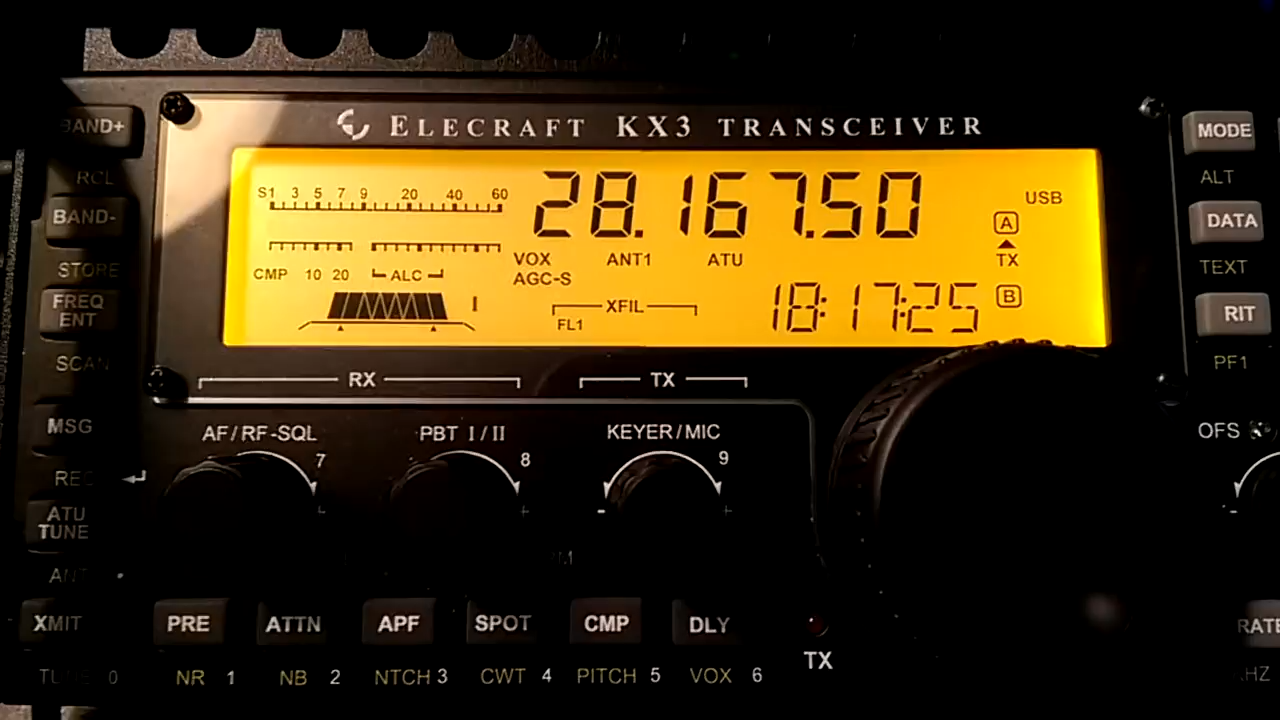 ELECRAFT KX3 TRANSCEIVER
BAND+
RCL
BAND-
STORE
FREQ
ENT
SCAN
MSG
REC
ATU
TUNE
ANT
XMIT
TUNE 0
S1 3 5 7 9 20 40 60
28.167.50
USB
A
VOX ANT1 ATU
TX
AGC-S
CMP 10 20 ALC
I
XFIL
FL1
18:17:25
B
RX
TX
AF/RF-SQL
7
- +
PBT I/II
8
- +
KEYER/MIC
9
- +
PRE
NR 1
ATTN
NB 2
APF
NTCH 3
SPOT
CWT 4
CMP
PITCH 5
DLY
VOX 6
TX
MODE
ALT
DATA
TEXT
RIT
PF1
OFS
-
RATE